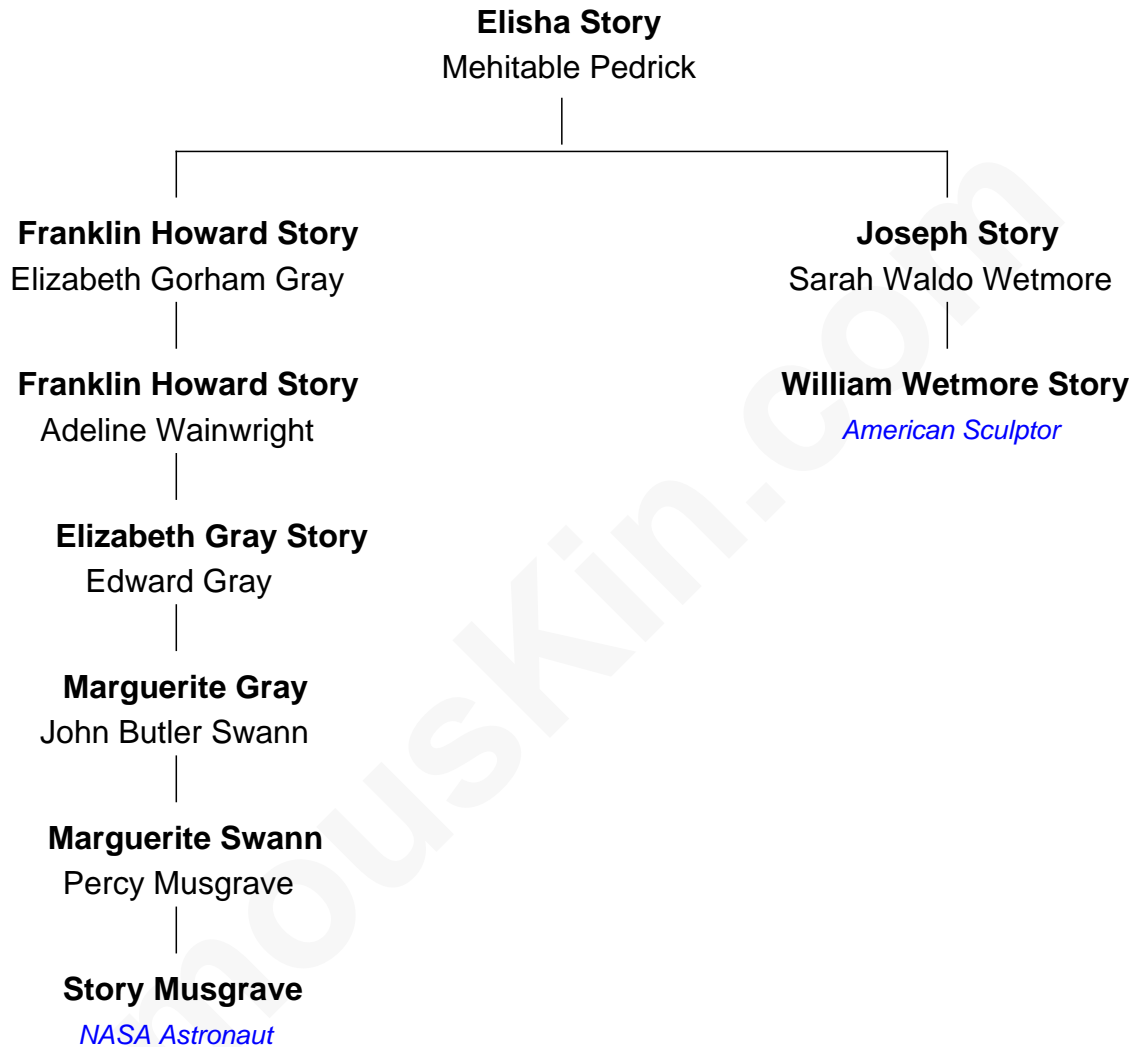 Elisha Story
Mehitable Pedrick
Franklin Howard Story
Elizabeth Gorham Gray
Joseph Story
Sarah Waldo Wetmore
Franklin Howard Story
Adeline Wainwright
William Wetmore Story
American Sculptor
Elizabeth Gray Story
Edward Gray
Marguerite Gray
John Butler Swann
Marguerite Swann
Percy Musgrave
Story Musgrave
NASA Astronaut
mouskin.com